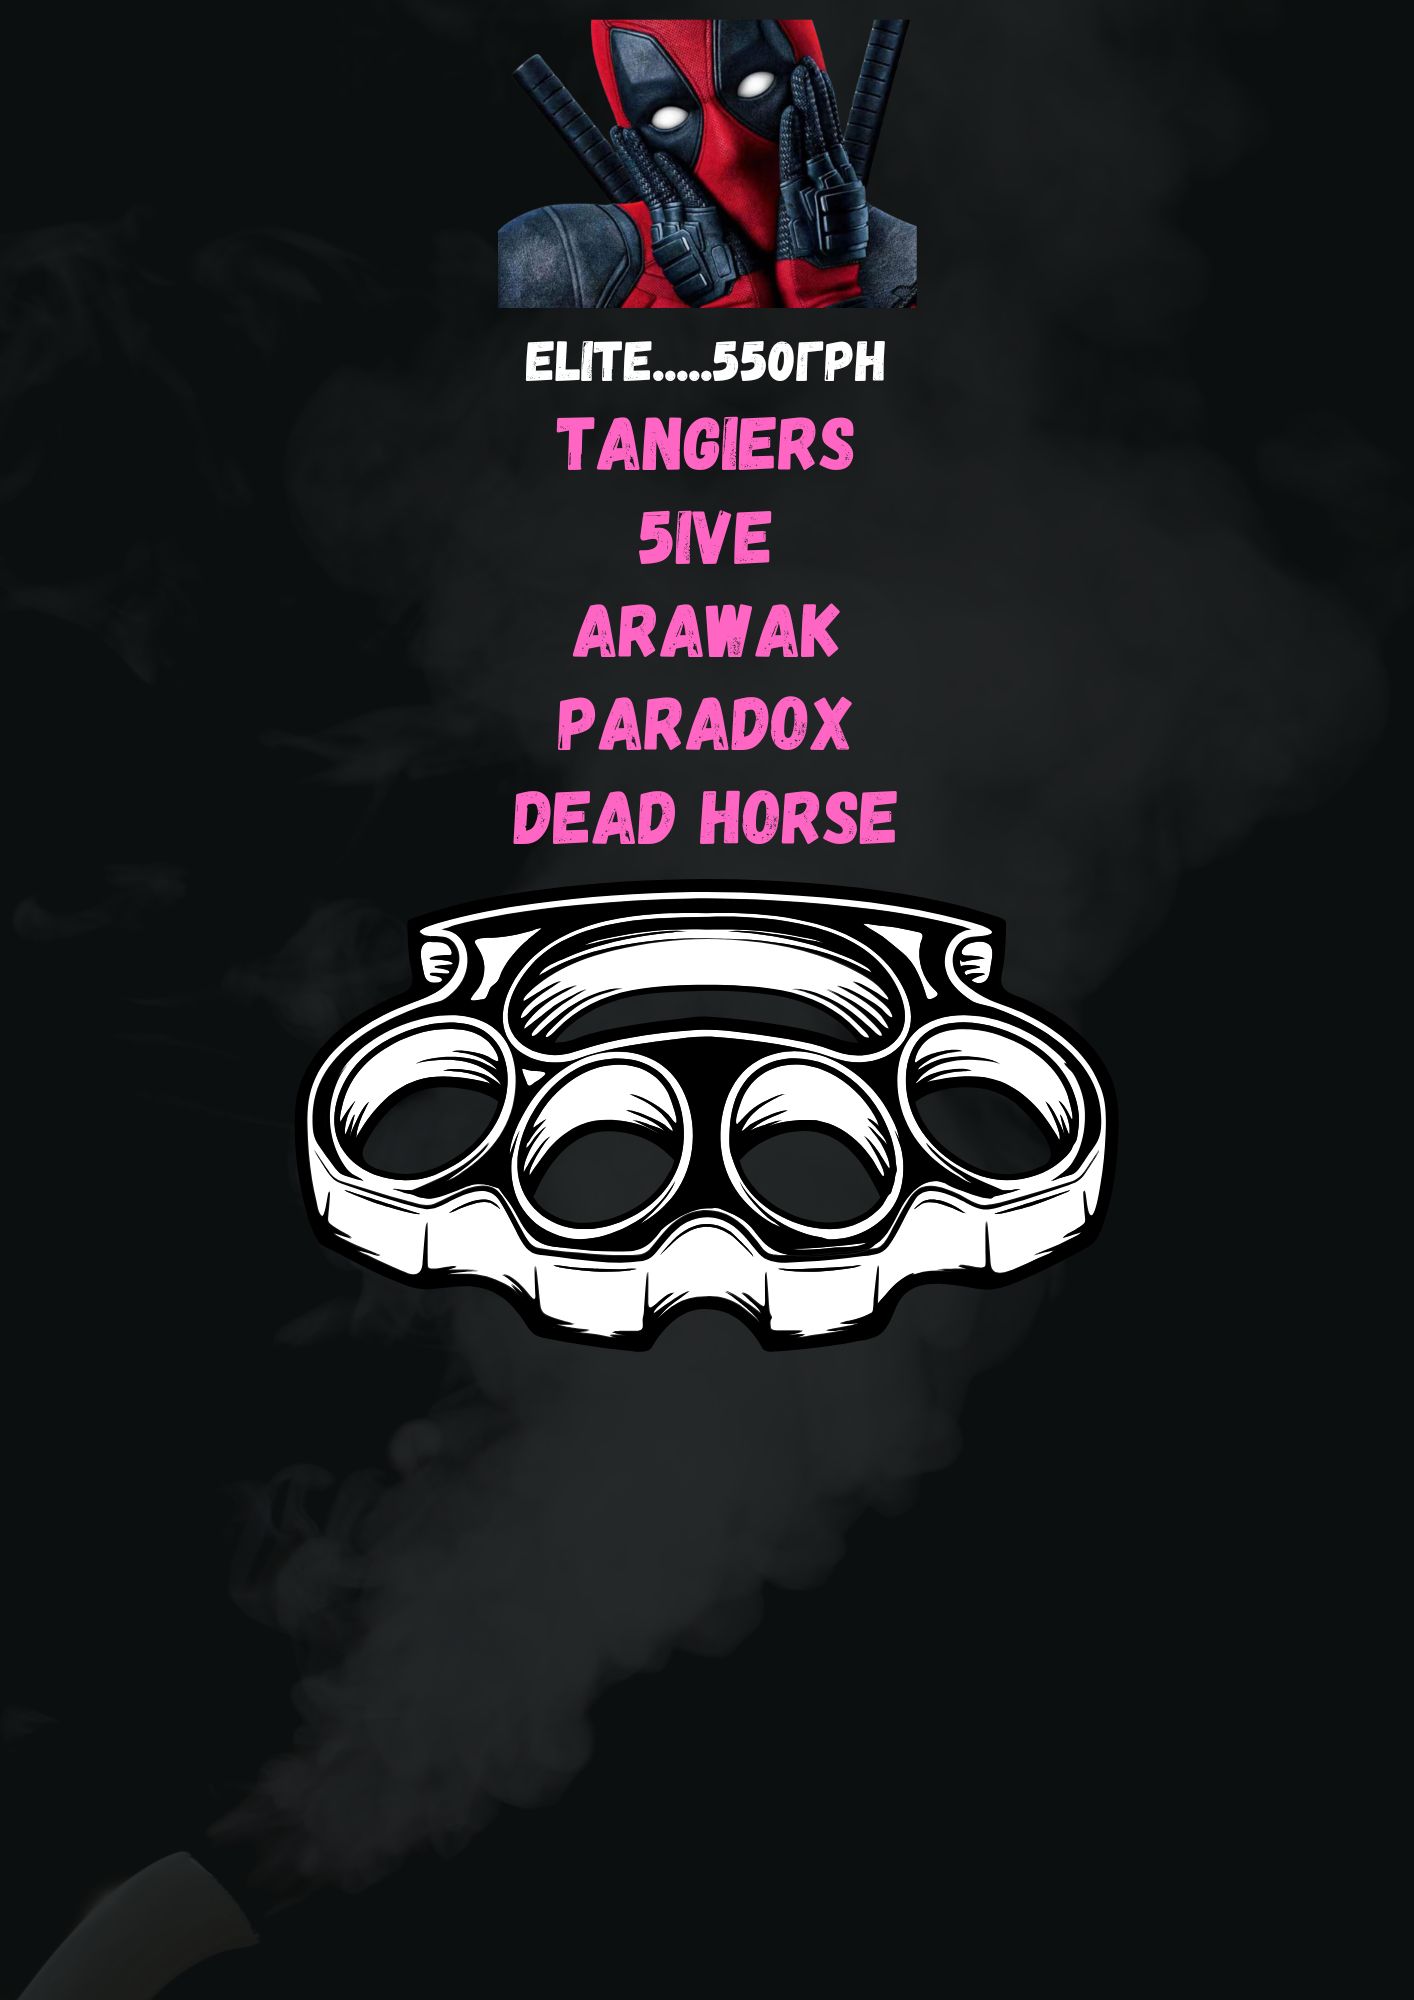 ELITE.....550ГРН
TANGIERS
5IVE
ARAWAK
PARADOX
DEAD HORSE